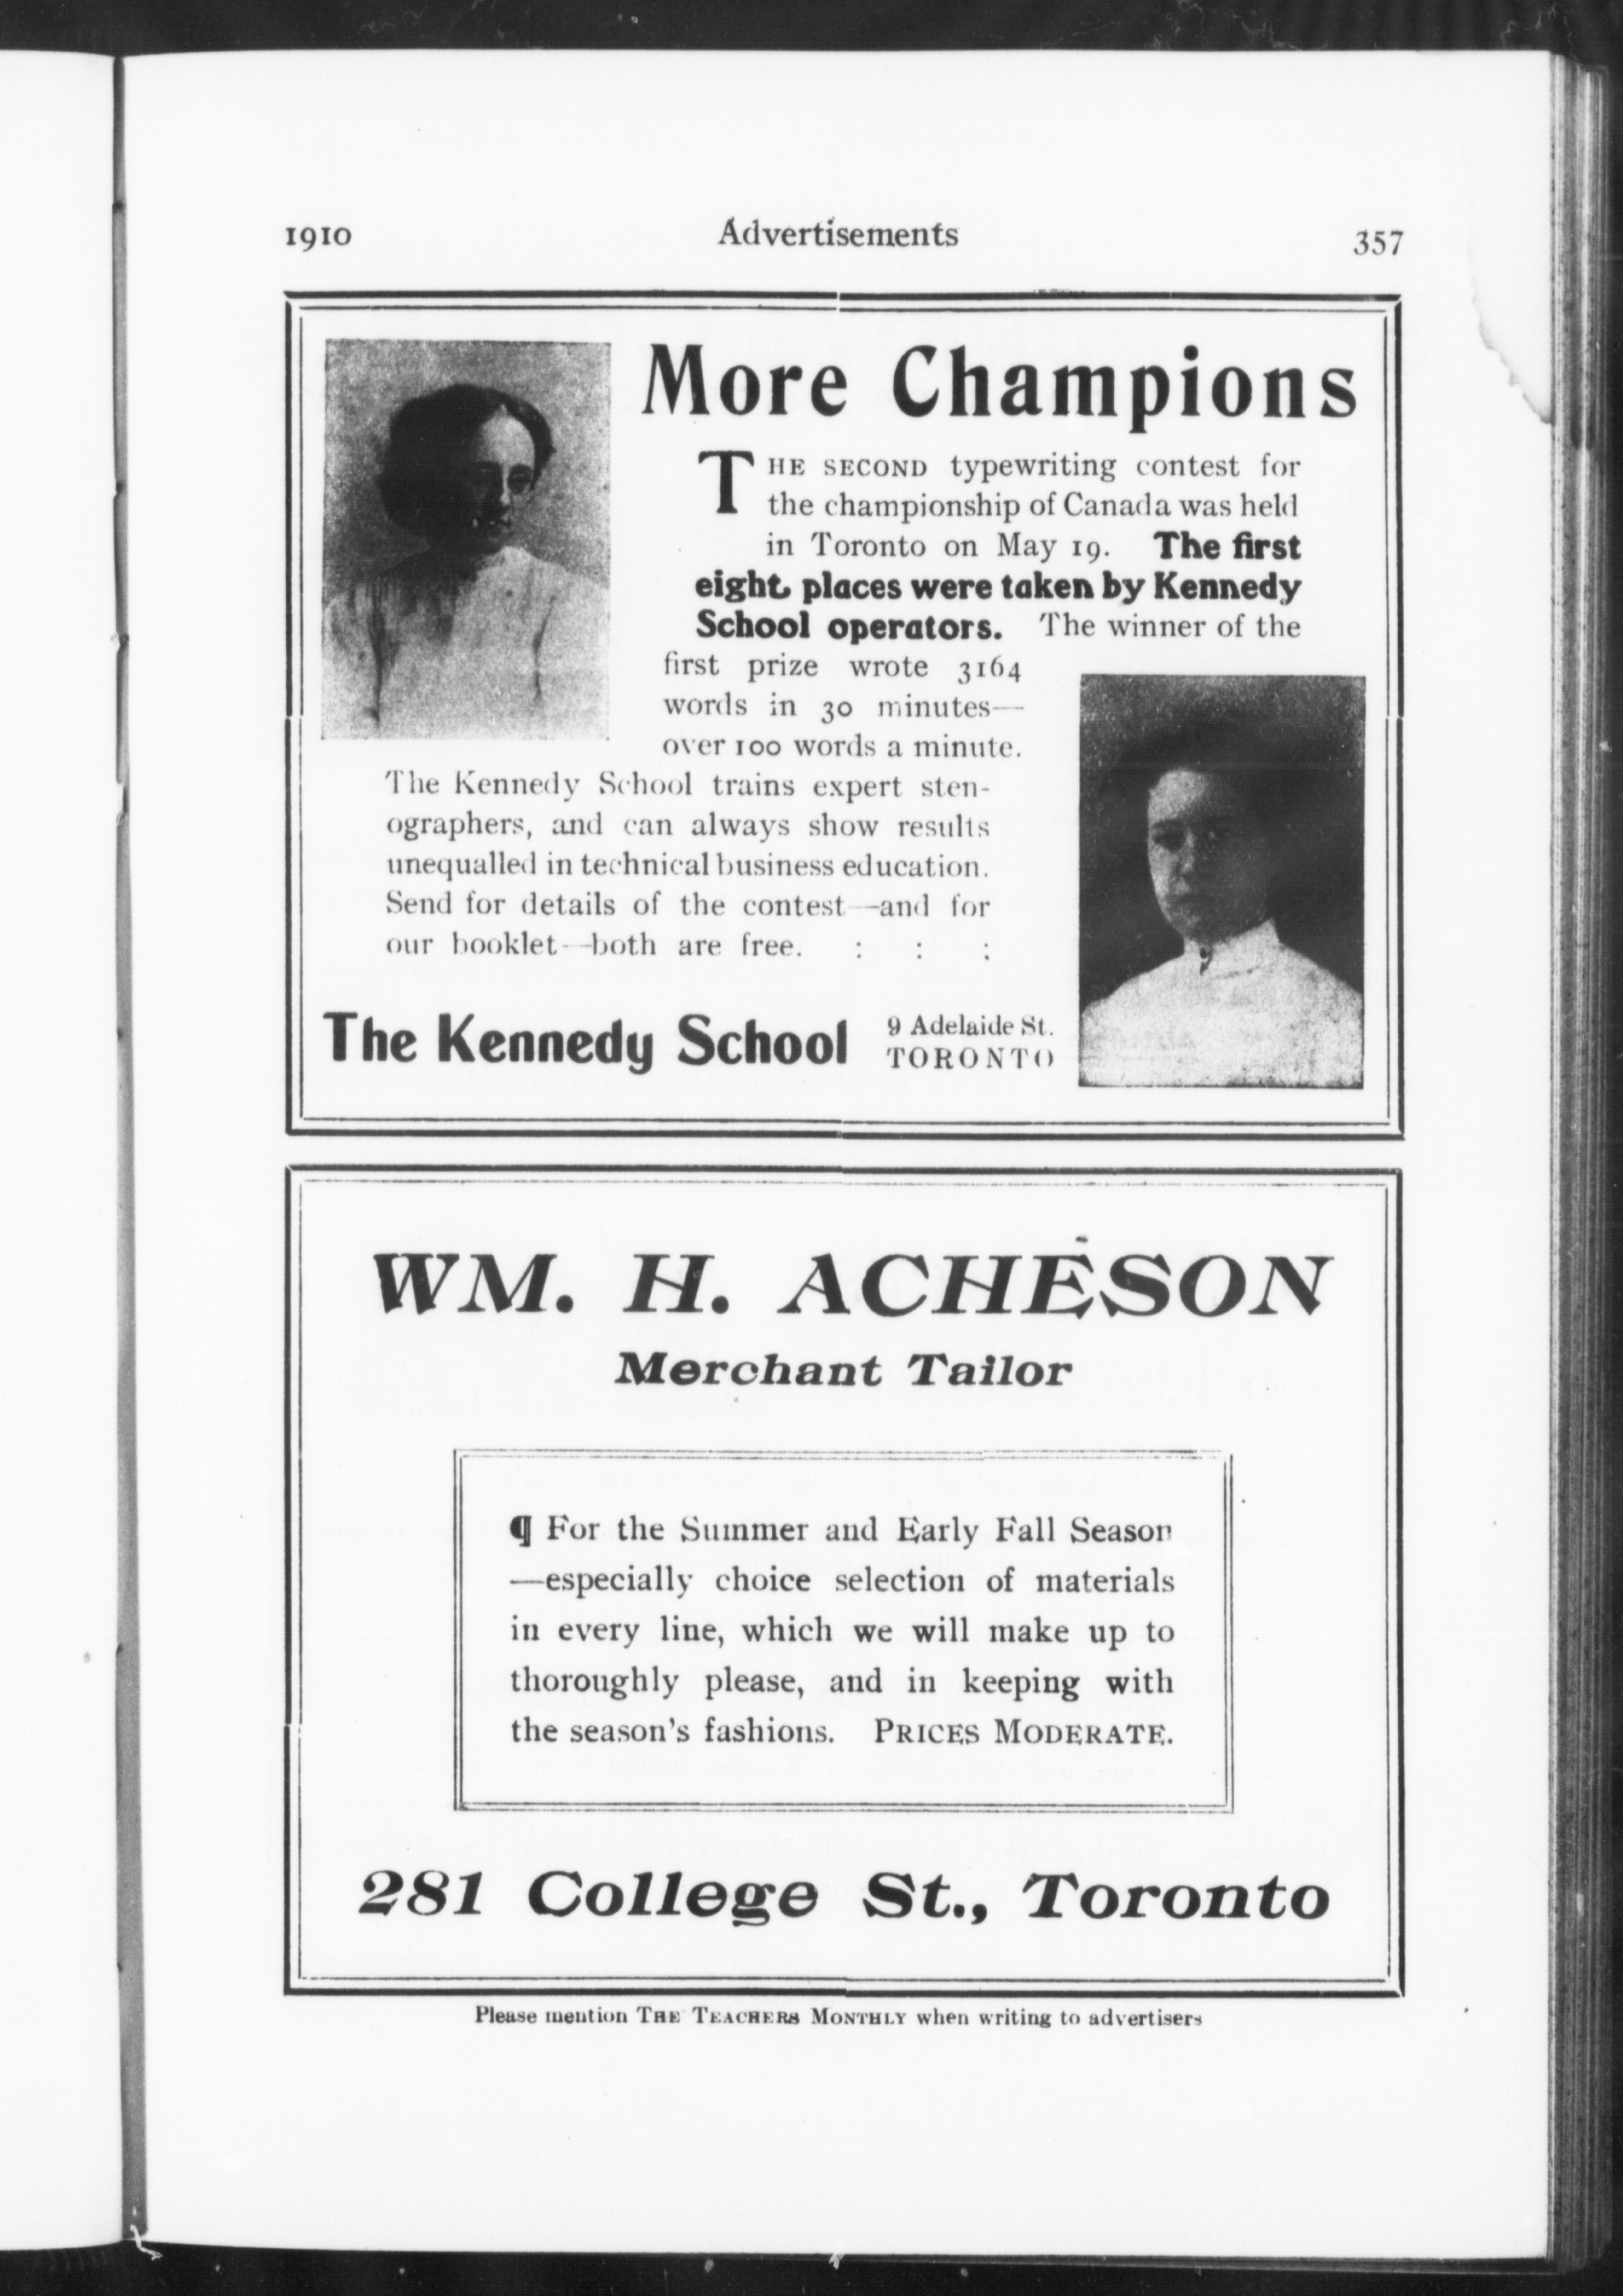 1910 Advertisements 357
More Champions
THE SECOND typewriting contest for
the championship of Canada was held
in Toronto on May 19. The first
eight places were taken by Kennedy
School operators. The winner of the
first prize wrote 3164
words in 30 minutes—
over 100 words a minute.
The Kennedy School trains expert sten-
ographers, and can always show results
unequalled in technical business education.
Send for details of the contest—and for
our booklet—both are free. : : :
The Kennedy School
9 Adelaide St.
TORONTO
WM. H. ACHESON
Merchant Tailor
¶ For the Summer and Early Fall Season
—especially choice selection of materials
in every line, which we will make up to
thoroughly please, and in keeping with
the season's fashions. PRICES MODERATE.
281 College St., Toronto
Please mention THE TEACHERS MONTHLY when writing to advertisers